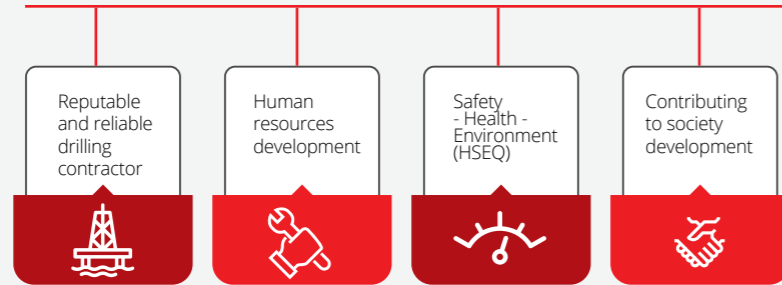 Reputable
and reliable
drilling
contractor
Human
resources
development
Safety
- Health -
Environment
(HSEQ)
Contributing
to society
development